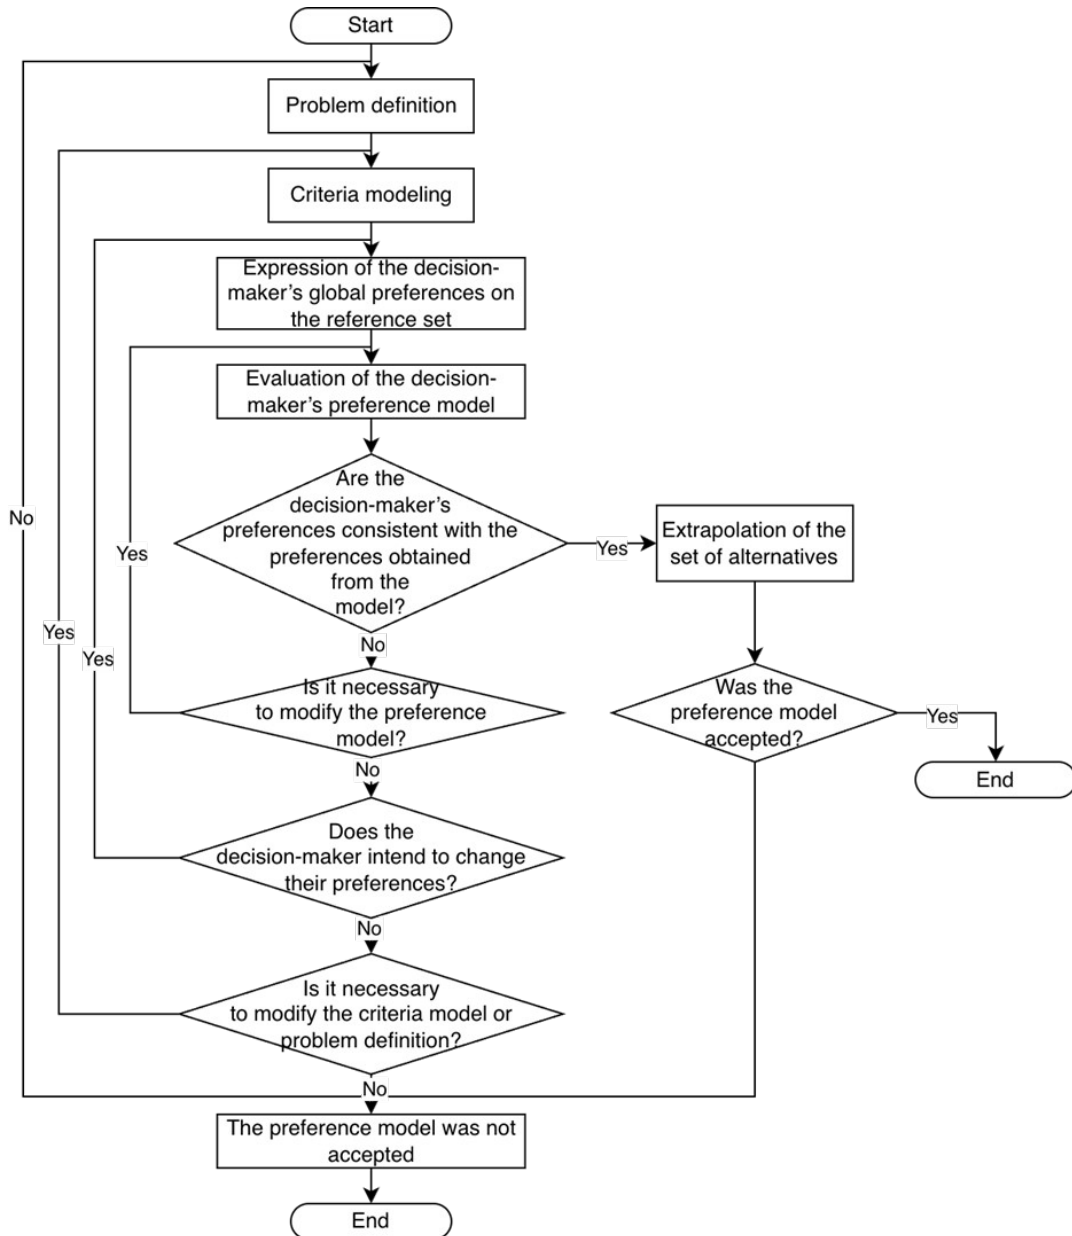 Start
Problem definition
Criteria modeling
Expression of the decision-
maker’s global preferences on
the reference set
Evaluation of the decision-
maker’s preference model
Are the
decision-maker’s
preferences consistent with the
preferences obtained
from the
model?
Yes
Extrapolation of the
set of alternatives
No
Yes
Yes
Yes
No
Is it necessary
to modify the preference
model?
Was the
preference model
accepted?
Yes
End
No
Does the
decision-maker intend to change
their preferences?
No
Is it necessary
to modify the criteria model or
problem definition?
No
The preference model was not
accepted
End